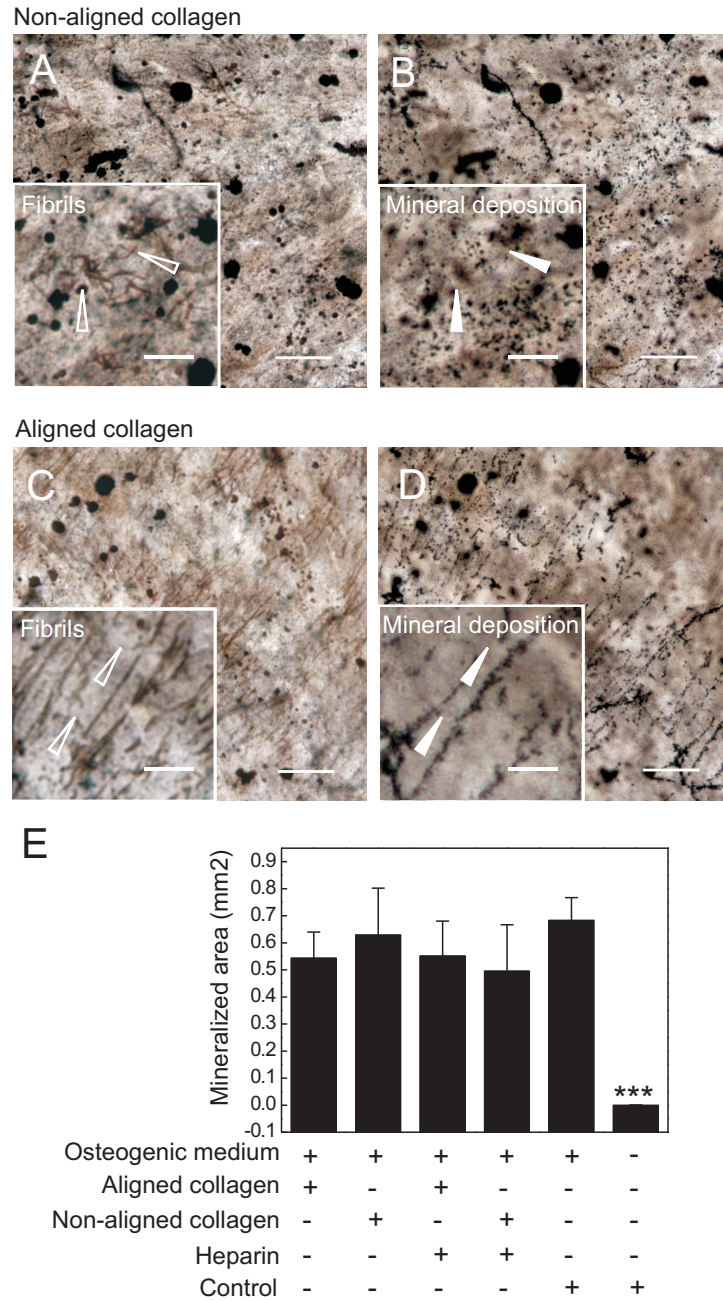 Non-aligned collagen
A
B
Fibrils
Mineral deposition
Aligned collagen
C
D
Fibrils
Mineral deposition
E
Mineralized area (mm2)
0.9
0.8
0.7
0.6
0.5
0.4
0.3
0.2
0.1
0.0
-0.1
***
Osteogenic medium + + + + + -
Aligned collagen + - + - - -
Non-aligned collagen - + - + - -
Heparin - - + + - -
Control - - - - + +